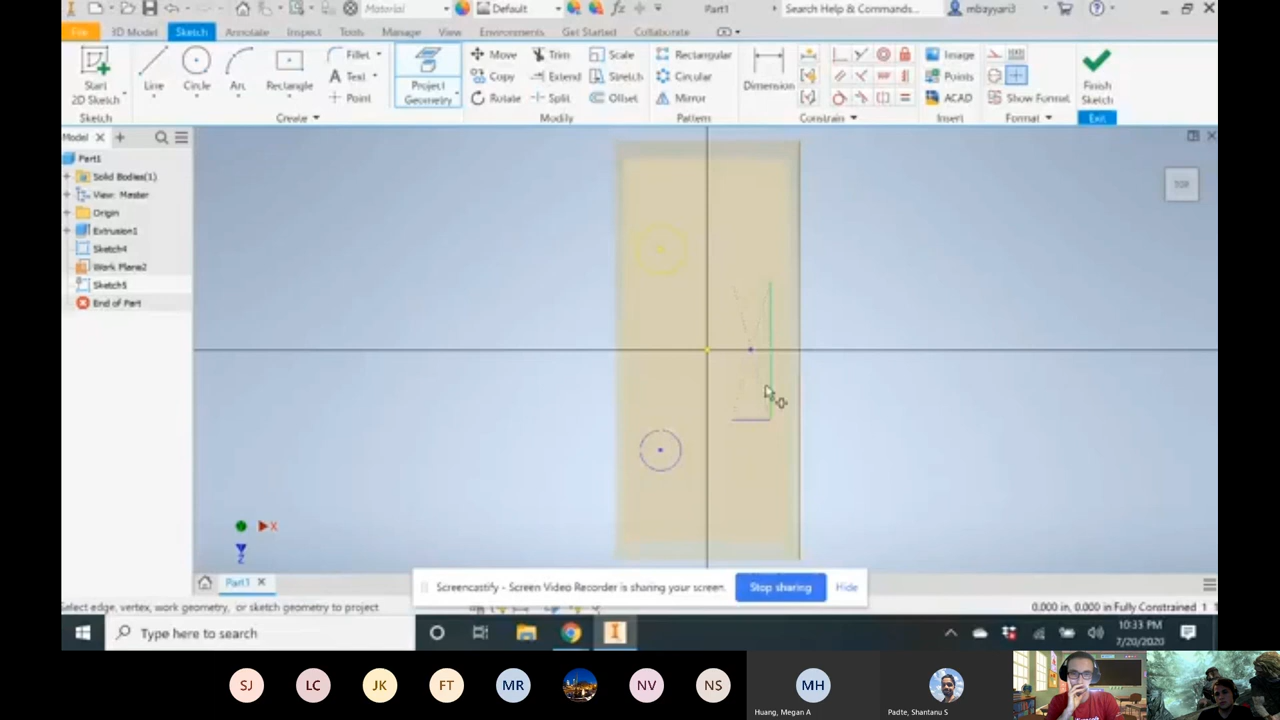 Material
Default
Part1
Search Help & Commands...
mbayyari3
File
3D Model
Sketch
Annotate
Inspect
Tools
Manage
View
Environments
Get Started
Collaborate
Start
2D Sketch
Sketch
Line
Circle
Arc
Rectangle
Fillet
Text
Point
Create
Project
Geometry
Move
Copy
Rotate
Trim
Extend
Split
Scale
Stretch
Offset
Modify
Rectangular
Circular
Mirror
Pattern
Dimension
Constrain
Image
Points
ACAD
Insert
Show Format
Format
Finish
Sketch
Exit
Model
Part1
Solid Bodies(1)
View: Master
Origin
Extrusion1
Sketch4
Work Plane2
Sketch5
End of Part
TOP
X
Z
Part1
Screencastify - Screen Video Recorder is sharing your screen.
Stop sharing
Hide
Select edge, vertex, work geometry, or sketch geometry to project
0.000 in, 0.000 in Fully Constrained 1 1
Type here to search
10:33 PM
7/20/2020
SJ
LC
JK
FT
MR
NV
NS
MH
Huang, Megan A
Padte, Shantanu S